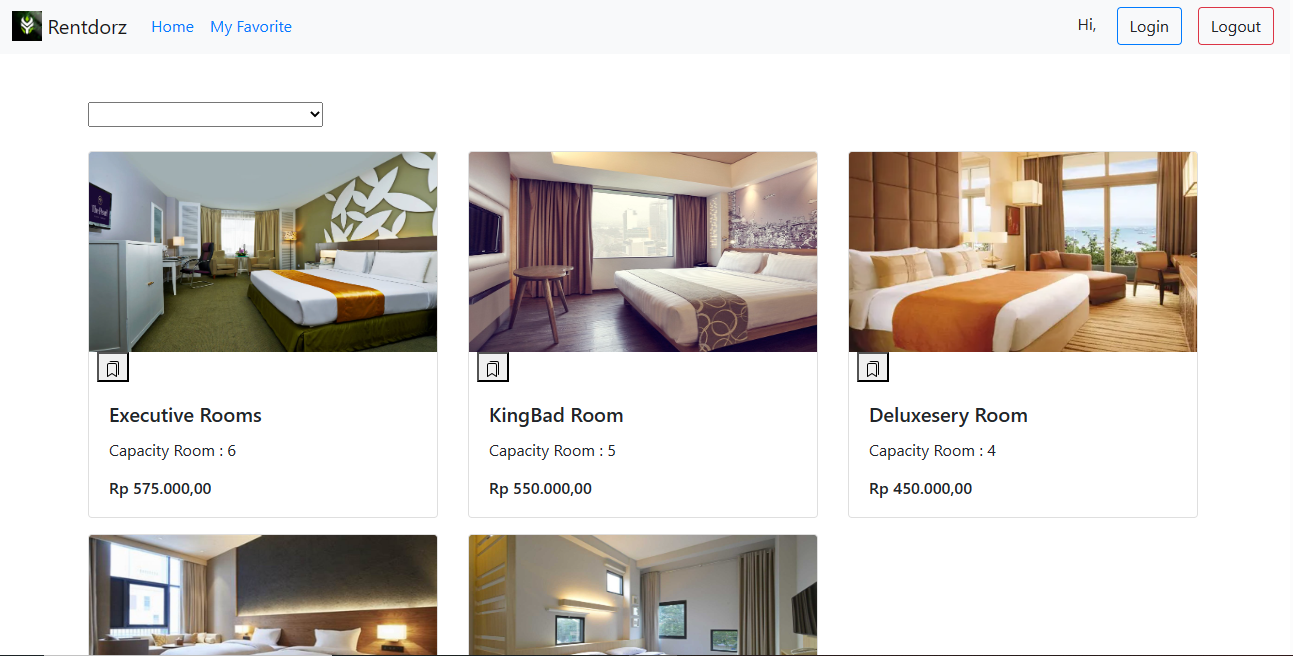 Rentdorz Home My Favorite Hi, Login Logout
Executive Rooms
Capacity Room : 6
Rp 575.000,00
KingBad Room
Capacity Room : 5
Rp 550.000,00
Deluxesery Room
Capacity Room : 4
Rp 450.000,00